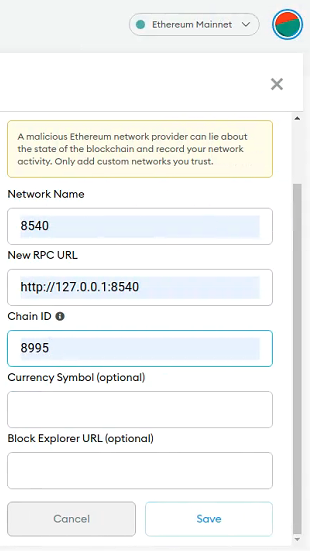 Ethereum Mainnet
A malicious Ethereum network provider can lie about
the state of the blockchain and record your network
activity. Only add custom networks you trust.
Network Name
8540
New RPC URL
http://127.0.0.1:8540
Chain ID
8995
Currency Symbol (optional)
Block Explorer URL (optional)
Cancel
Save